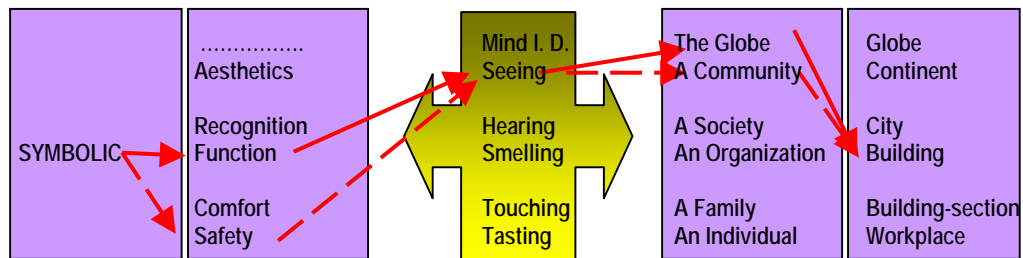 SYMBOLIC
................
Aesthetics
Recognition
Function
Comfort
Safety
Mind I. D.
Seeing
Hearing
Smelling
Touching
Tasting
The Globe
A Community
A Society
An Organization
A Family
An Individual
Globe
Continent
City
Building
Building-section
Workplace